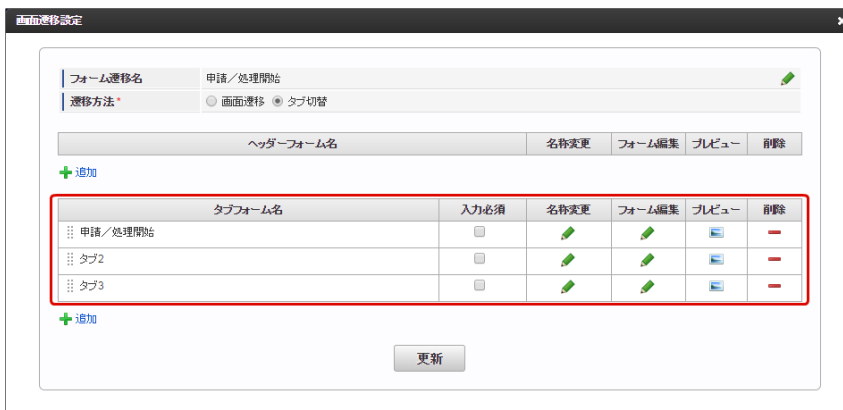 画面遷移設定
フォーム遷移名 申請／処理開始
遷移方法* 画面遷移 タブ切替
ヘッダーフォーム名 名称変更 フォーム編集 プレビュー 削除
追加
タブフォーム名 入力必須 名称変更 フォーム編集 プレビュー 削除
申請／処理開始
タブ2
タブ3
追加
更新